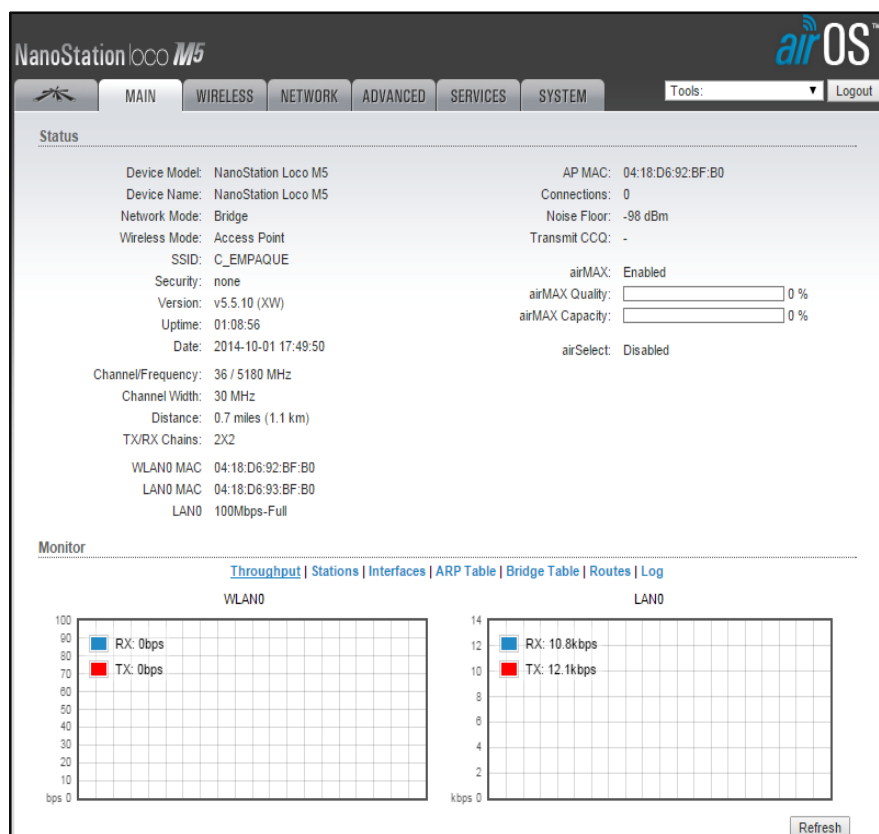 NanoStation loco M5
airOS™
MAIN WIRELESS NETWORK ADVANCED SERVICES SYSTEM Tools: Logout
Status
Device Model: NanoStation Loco M5
Device Name: NanoStation Loco M5
Network Mode: Bridge
Wireless Mode: Access Point
SSID: C_EMPAQUE
Security: none
Version: v5.5.10 (XW)
Uptime: 01:08:56
Date: 2014-10-01 17:49:50
Channel/Frequency: 36 / 5180 MHz
Channel Width: 30 MHz
Distance: 0.7 miles (1.1 km)
TX/RX Chains: 2X2
WLAN0 MAC 04:18:D6:92:BF:B0
LAN0 MAC 04:18:D6:93:BF:B0
LAN0 100Mbps-Full
AP MAC: 04:18:D6:92:BF:B0
Connections: 0
Noise Floor: -98 dBm
Transmit CCQ: -
airMAX: Enabled
airMAX Quality: 0 %
airMAX Capacity: 0 %
airSelect: Disabled
Monitor
Throughput | Stations | Interfaces | ARP Table | Bridge Table | Routes | Log
WLAN0
100
90
80
70
60
50
40
30
20
10
bps 0
RX: 0bps
TX: 0bps
LAN0
14
12
10
8
6
4
2
kbps 0
RX: 10.8kbps
TX: 12.1kbps
Refresh